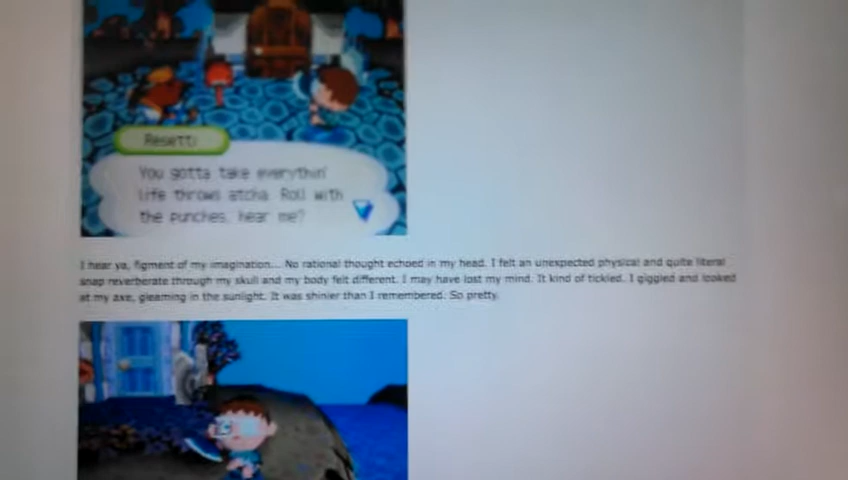 Resetti
You gotta take everythin'
life throws atcha. Roll with
the punches, hear me?
I hear ya, figment of my imagination... No rational thought echoed in my head. I felt an unexpected physical and quite literal
snap reverberate through my skull and my body felt different. I may have lost my mind. It kind of tickled. I giggled and looked
at my axe, gleaming in the sunlight. It was shinier than I remembered. So pretty.